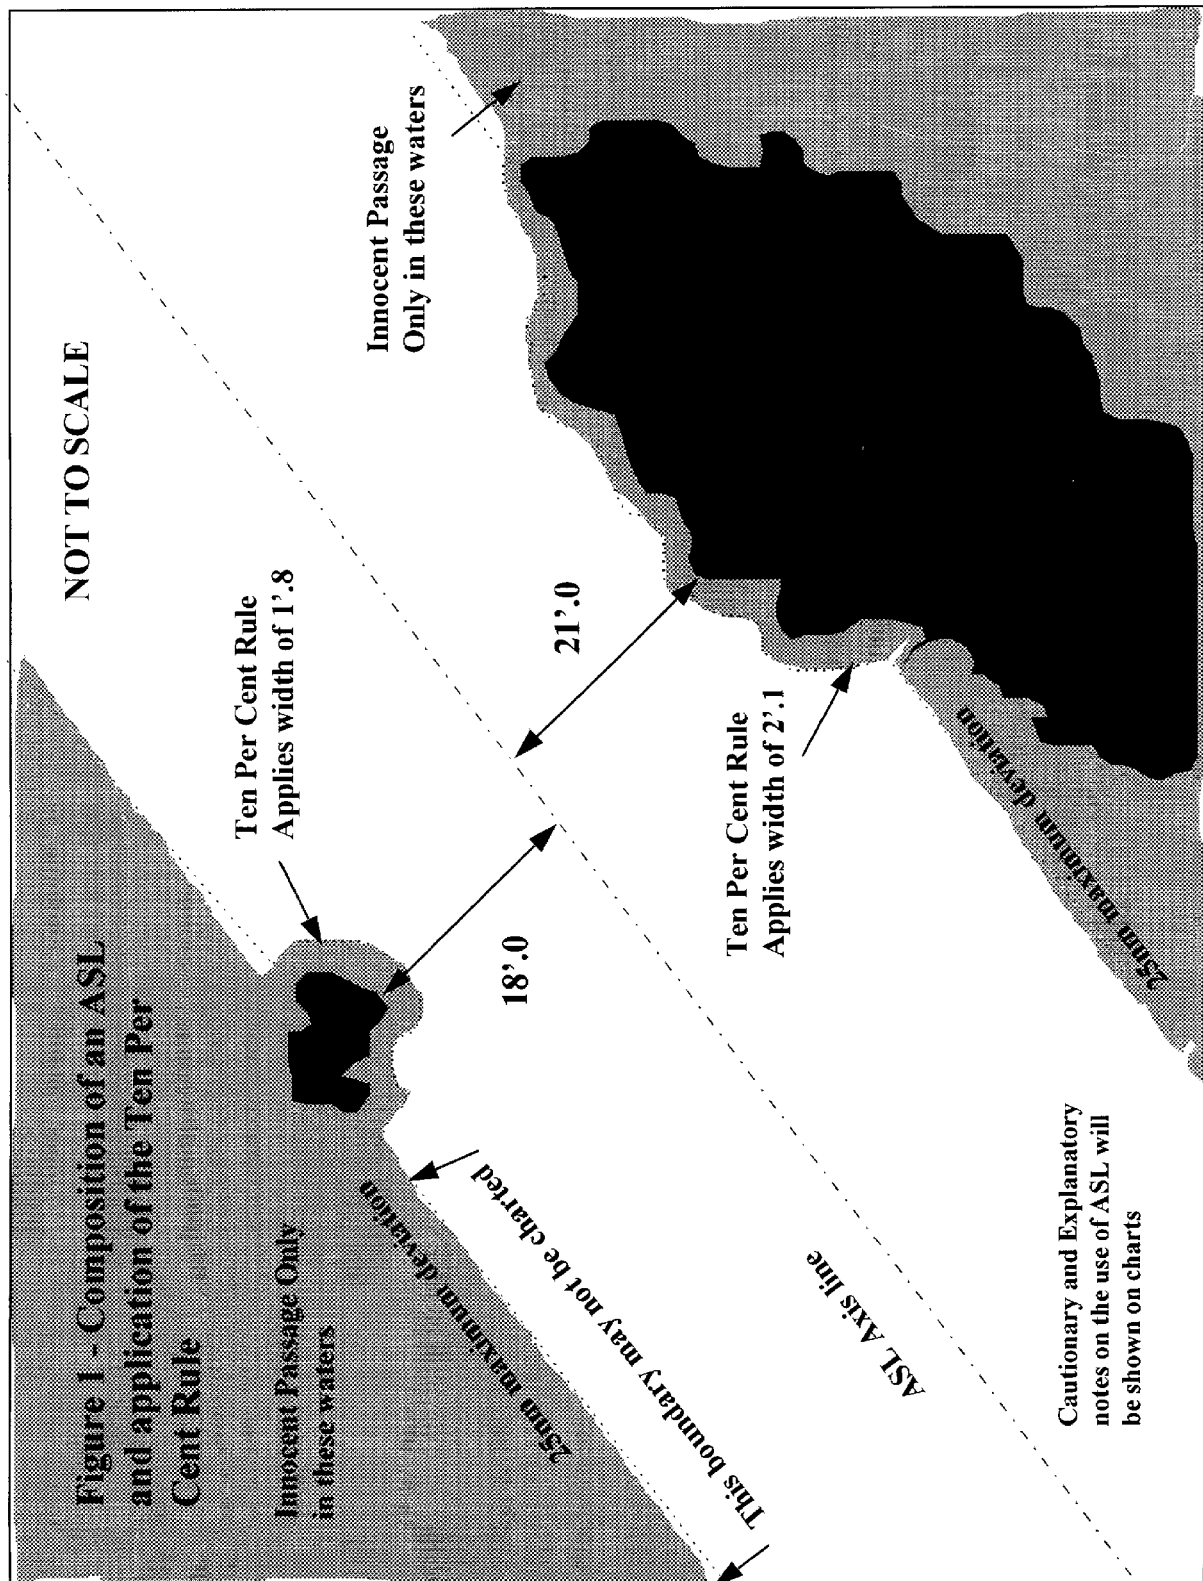 Figure 1 - Composition of an ASL
and application of the Ten Per
Cent Rule
NOT TO SCALE
Innocent Passage Only
in these waters
Ten Per Cent Rule
Applies width of 1'.8
Innocent Passage
Only in these waters
25nm maximum deviation
This boundary may not be charted
18'.0
21'.0
ASL Axis line
Ten Per Cent Rule
Applies width of 2'.1
25nm maximum deviation
Cautionary and Explanatory
notes on the use of ASL will
be shown on charts